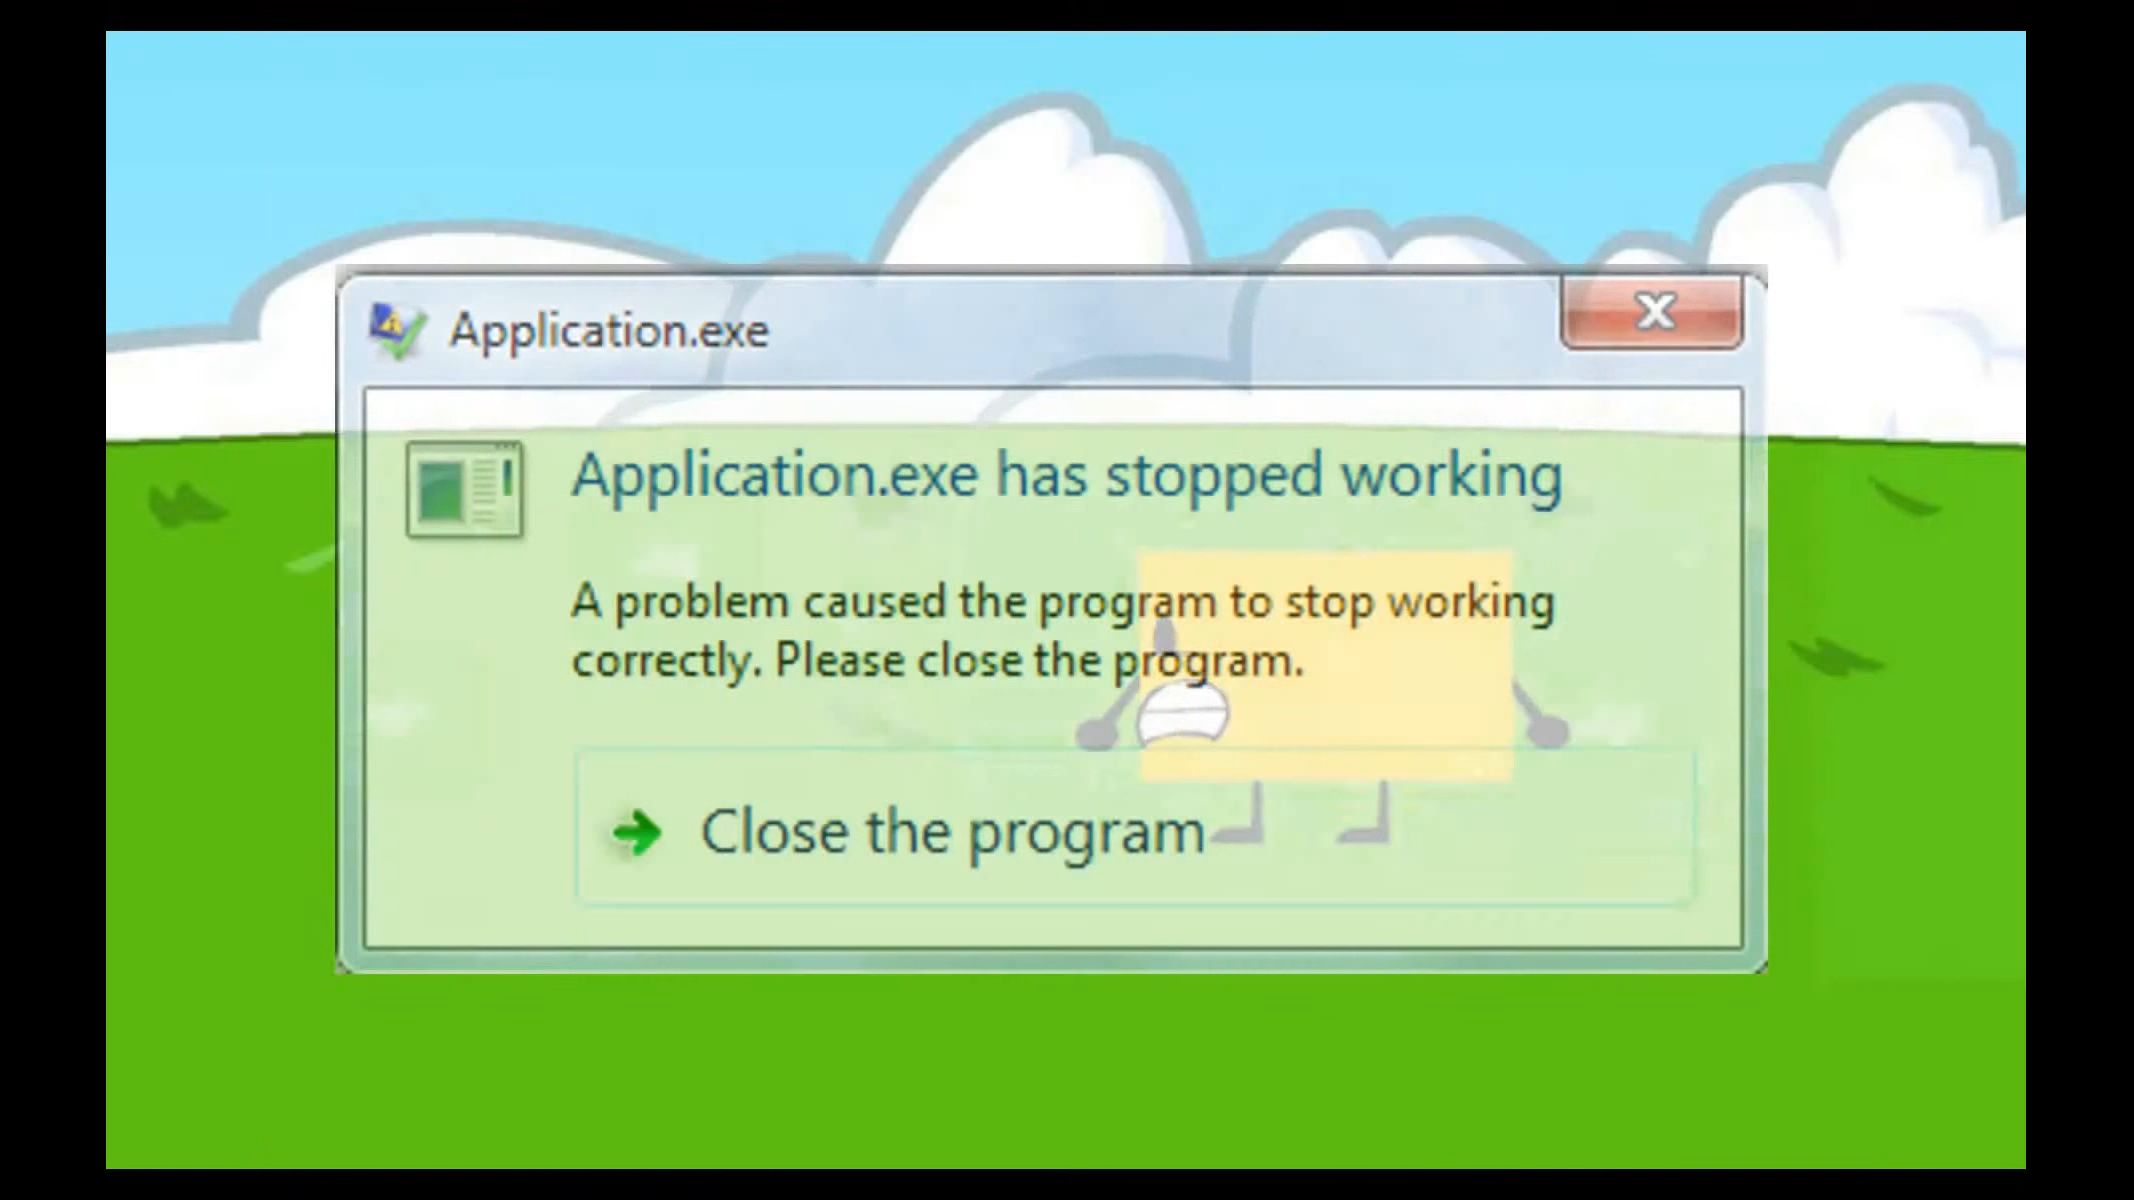 Application.exe
Application.exe has stopped working
A problem caused the program to stop working
correctly. Please close the program.
Close the program